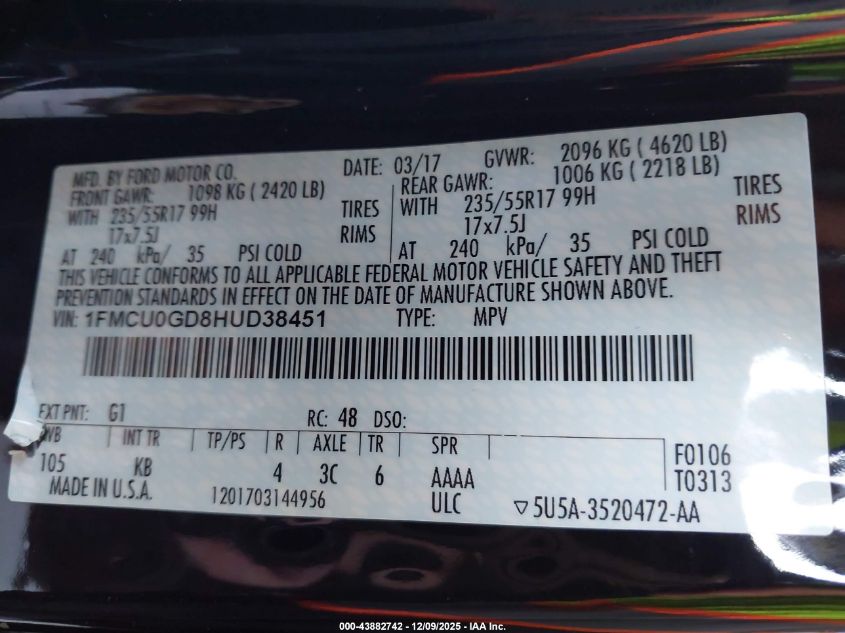 MFD. BY FORD MOTOR CO. DATE: 03/17 GVWR: 2096 KG ( 4620 LB)
FRONT GAWR: 1098 KG ( 2420 LB) REAR GAWR: 1006 KG ( 2218 LB)
WITH 235/55R17 99H TIRES WITH 235/55R17 99H TIRES
17x7.5J RIMS 17x7.5J RIMS
AT 240 kPa/ 35 PSI COLD AT 240 kPa/ 35 PSI COLD
THIS VEHICLE CONFORMS TO ALL APPLICABLE FEDERAL MOTOR VEHICLE SAFETY AND THEFT
PREVENTION STANDARDS IN EFFECT ON THE DATE OF MANUFACTURE SHOWN ABOVE.
VIN: 1FMCU0GD8HUD38451 TYPE: MPV
EXT PNT: G1 RC: 48 DSO:
WB INT TR TP/PS R AXLE TR SPR F0106
105 KB 4 3C 6 AAAA T0313
MADE IN U.S.A. 1201703144956 ULC ▽5U5A-3520472-AA
000-43882742 - 12/09/2025 - IAA Inc.